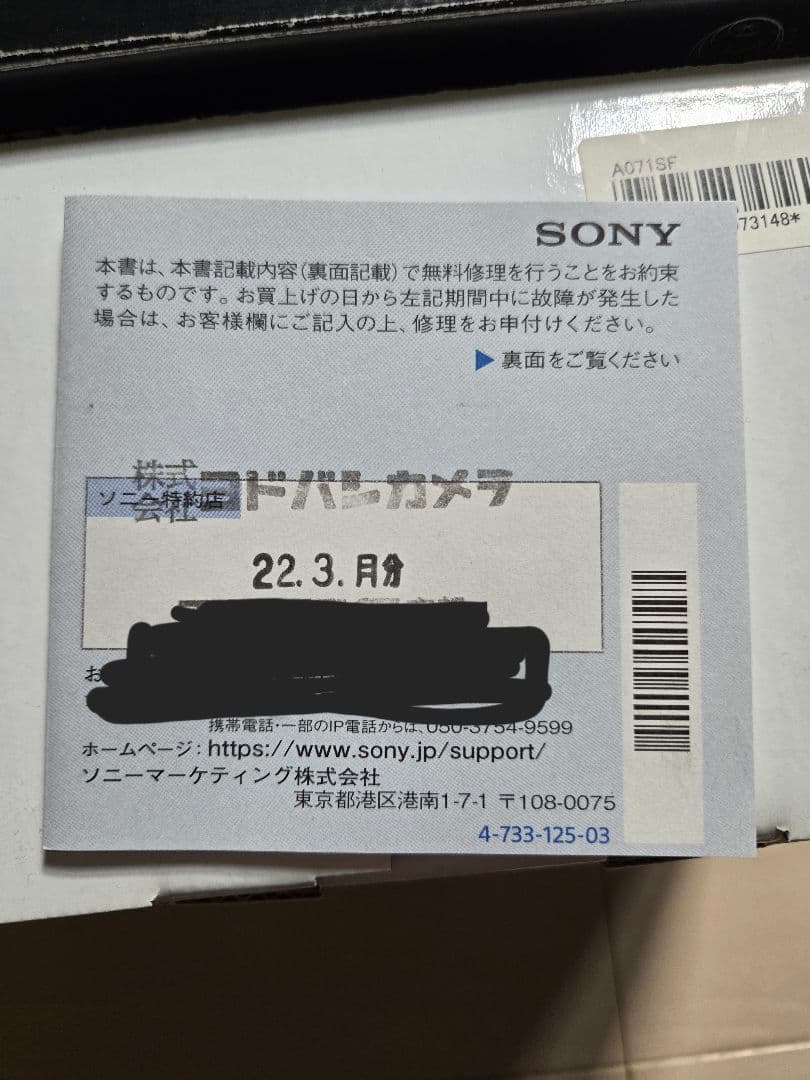 A071SF
73148*
SONY
本書は、本書記載内容(裏面記載)で無料修理を行うことをお約束
するものです。お買上げの日から左記期間中に故障が発生した
場合は、お客様欄にご記入の上、修理をお申付けください。
▶裏面をご覧ください
株式会社ヨドバシカメラ
ソニー特約店
22.3.月分
お
携帯電話・一部のIP電話からは、050-3754-9599
ホームページ:https://www.sony.jp/support/
ソニーマーケティング株式会社
東京都港区港南1-7-1 〒108-0075
4-733-125-03